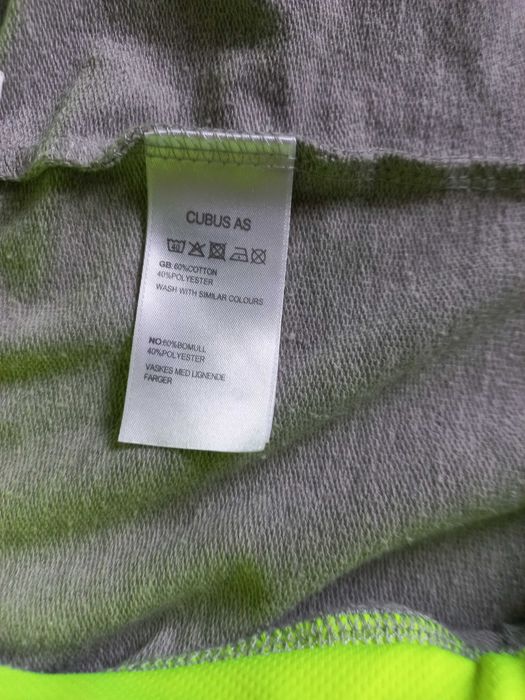 CUBUS AS
GB:60%COTTON
40%POLYESTER
WASH WITH SIMILAR COLOURS
NO:60%BOMULL
40%POLYESTER
VASKES MED LIGNENDE
FARGER